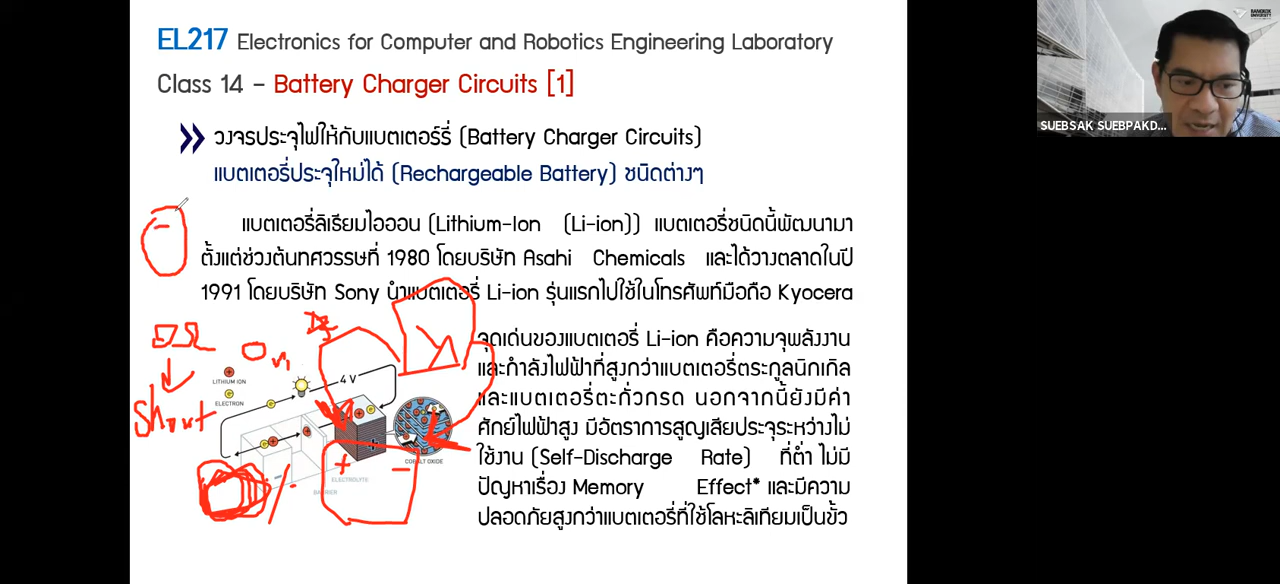 EL217 Electronics for Computer and Robotics Engineering Laboratory
Class 14 – Battery Charger Circuits [1]
วงจรประจุไฟให้กับแบตเตอร์รี่ (Battery Charger Circuits)
แบตเตอรี่ประจุใหม่ได้ (Rechargeable Battery) ชนิดต่างๆ
แบตเตอรี่ลิเธียมไอออน (Lithium-Ion (Li-ion)) แบตเตอรี่ชนิดนี้พัฒนามา
ตั้งแต่ช่วงต้นทศวรรษที่ 1980 โดยบริษัท Asahi Chemicals และได้วางตลาดในปี
1991 โดยบริษัท Sony นำแบตเตอรี่ Li-ion รุ่นแรกไปใช้ในโทรศัพท์มือถือ Kyocera
จุดเด่นของแบตเตอรี่ Li-ion คือความจุพลังงาน
และกำลังไฟฟ้าที่สูงกว่าแบตเตอรี่ตระกูลนิกเกิล
และแบตเตอรี่ตะกั่วกรด นอกจากนี้ยังมีค่า
ศักย์ไฟฟ้าสูง มีอัตราการสูญเสียประจุระหว่างไม่
ใช้งาน (Self-Discharge Rate) ที่ต่ำ ไม่มี
ปัญหาเรื่อง Memory Effect* และมีความ
ปลอดภัยสูงกว่าแบตเตอรี่ที่ใช้โลหะลิเทียมเป็นขั้ว
LITHIUM ION
ELECTRON
4 V
COBALT OXIDE
ELECTROLYTE
BARRIER
Short
BANGKOK
UNIVERSITY
SUEBSAK SUEBPAKD...